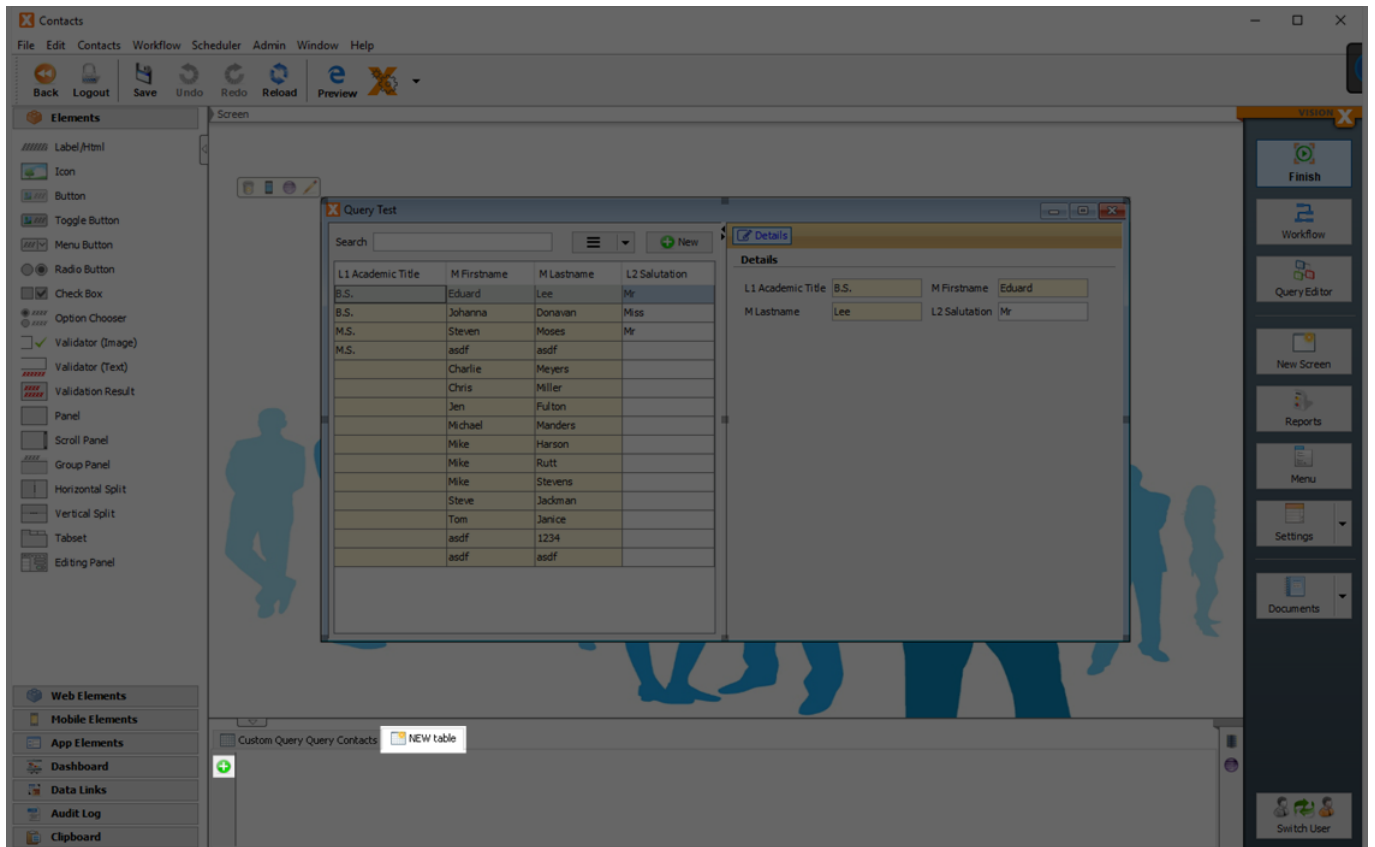 Contacts
File Edit Contacts Workflow Scheduler Admin Window Help
Back Logout Save Undo Redo Reload Preview
Elements
Screen
VISION X
Label/Html
Icon
Button
Toggle Button
Menu Button
Radio Button
Check Box
Option Chooser
Validator (Image)
Validator (Text)
Validation Result
Panel
Scroll Panel
Group Panel
Horizontal Split
Vertical Split
Tabset
Editing Panel
Web Elements
Mobile Elements
App Elements
Dashboard
Data Links
Audit Log
Clipboard
Query Test
Search New
L1 Academic Title M Firstname M Lastname L2 Salutation
B.S. Eduard Lee Mr
B.S. Johanna Donavan Miss
M.S. Steven Moses Mr
M.S. asdf asdf
Charlie Meyers
Chris Miller
Jen Fulton
Michael Manders
Mike Harson
Mike Rutt
Mike Stevens
Steve Jackman
Tom Janice
asdf 1234
asdf asdf
Details
Details
L1 Academic Title B.S. M Firstname Eduard
M Lastname Lee L2 Salutation Mr
Custom Query Query Contacts NEW table
Finish
Workflow
Query Editor
New Screen
Reports
Menu
Settings
Documents
Switch User